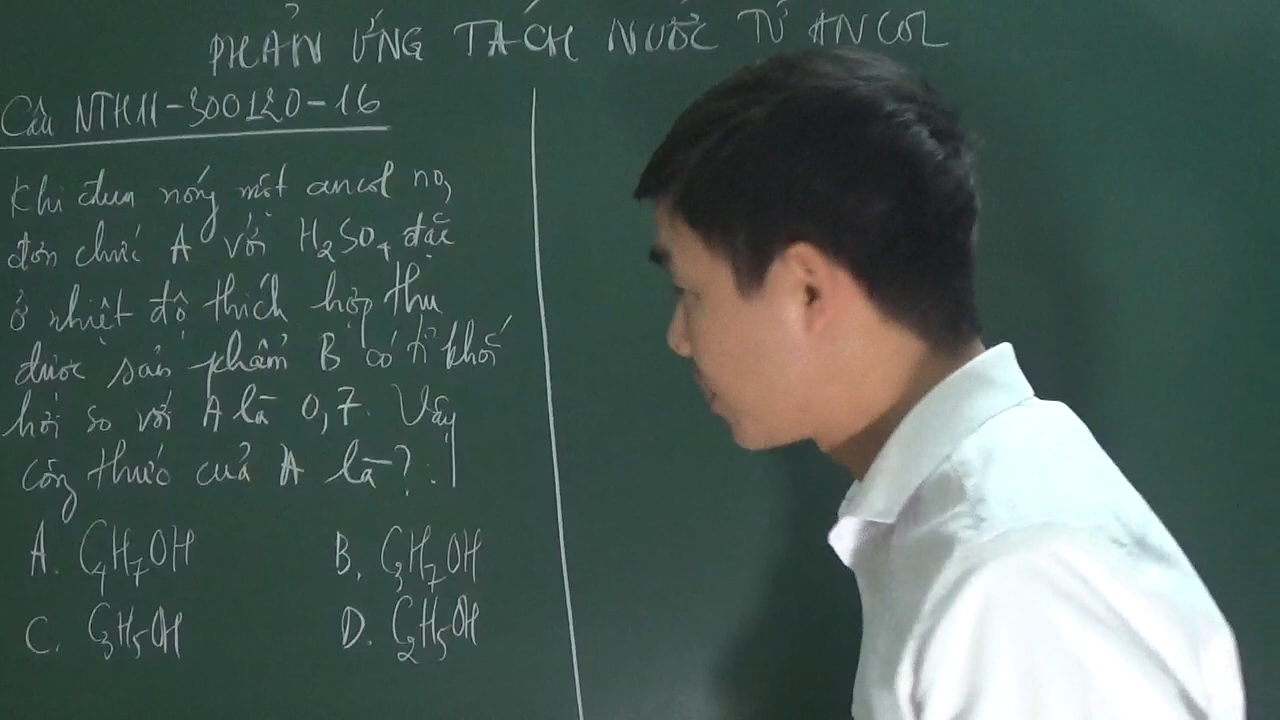 PHẢN ỨNG TÁCH NƯỚC TỪ ANCOL
Câu NTH11-300120-16
Khi đun nóng một ancol no,
đơn chức A với H₂SO₄ đặc
ở nhiệt độ thích hợp thu
được sản phẩm B có tỉ khối
hơi so với A là 0,7. Vậy
công thức của A là?.
A. C₄H₇OH B. C₃H₇OH
C. C₃H₅OH D. C₂H₅OH